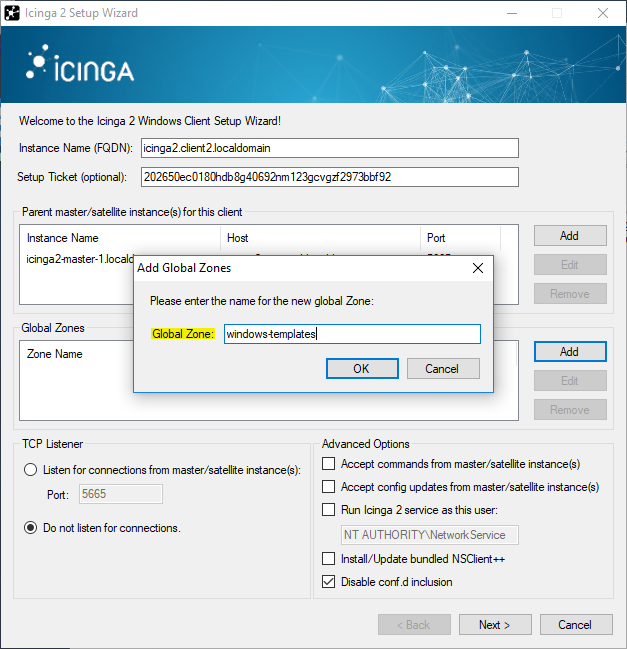 Icinga 2 Setup Wizard
iCINGA
Welcome to the Icinga 2 Windows Client Setup Wizard!
Instance Name (FQDN): icinga2.client2.localdomain
Setup Ticket (optional): 202650ec0180hdb8g40692nm123gcvgzf2973bbf92
Parent master/satellite instance(s) for this client
Instance Name Host Port
icinga2-master-1.locald
Add
Edit
Remove
Add Global Zones
Please enter the name for the new global Zone:
Global Zone: windows-templates
OK Cancel
Global Zones
Zone Name
Add
Edit
Remove
TCP Listener
Listen for connections from master/satellite instance(s):
Port: 5665
Do not listen for connections.
Advanced Options
Accept commands from master/satellite instance(s)
Accept config updates from master/satellite instance(s)
Run Icinga 2 service as this user:
NT AUTHORITY\NetworkService
Install/Update bundled NSClient++
Disable conf.d inclusion
< Back Next > Cancel